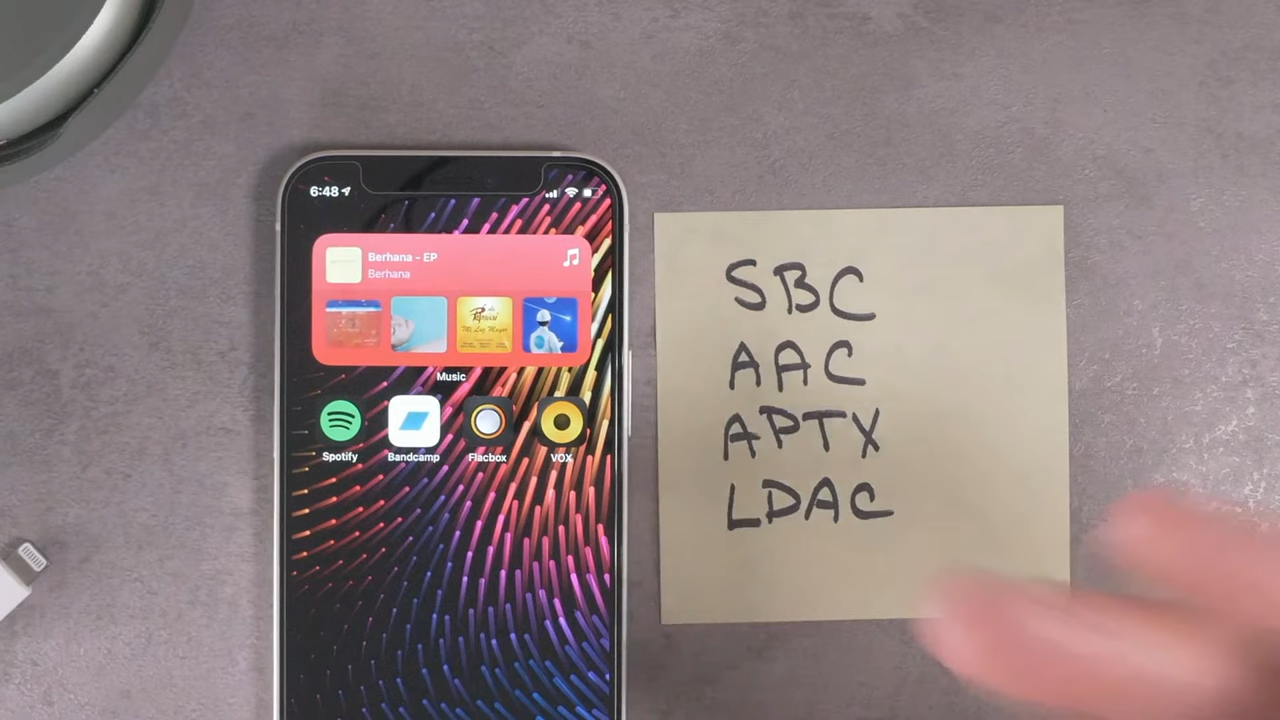 6:48
Berhana - EP
Berhana
Music
Spotify
Bandcamp
Flacbox
VOX
SBC
AAC
APTX
LDAC